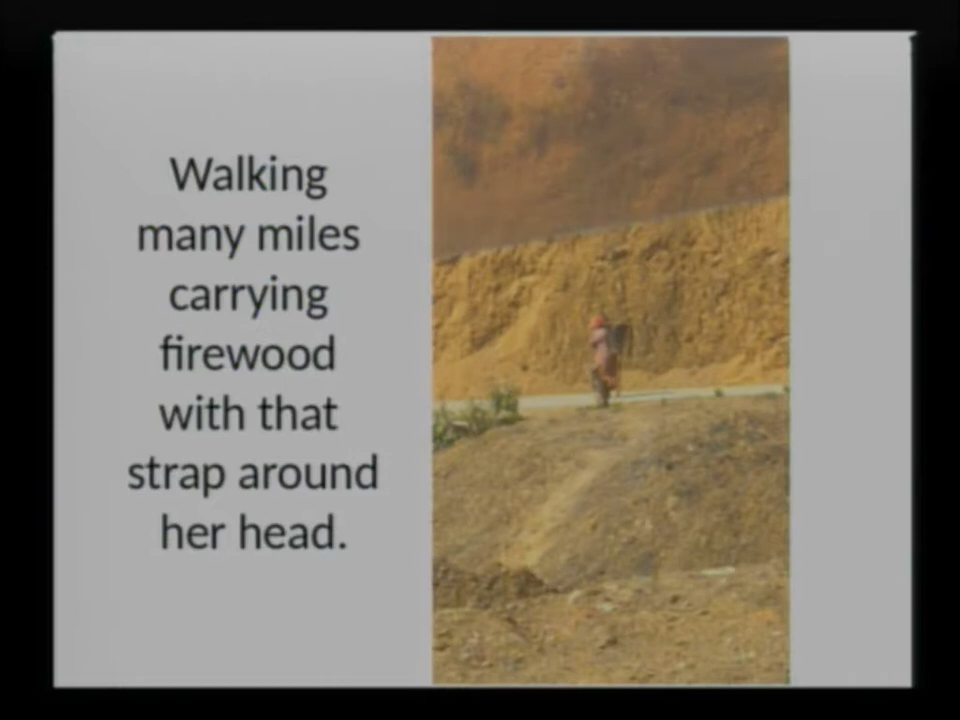 Walking
many miles
carrying
firewood
with that
strap around
her head.